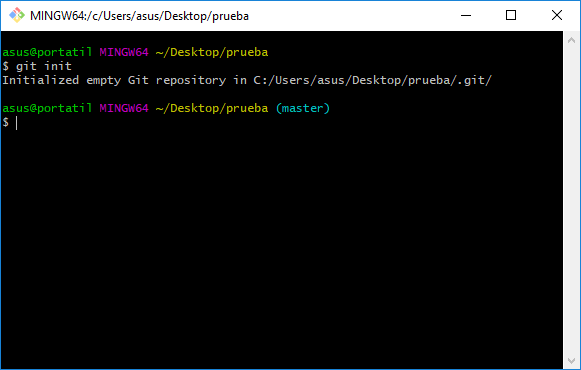 MINGW64:/c/Users/asus/Desktop/prueba
asus@portatil MINGW64 ~/Desktop/prueba
$ git init
Initialized empty Git repository in C:/Users/asus/Desktop/prueba/.git/
asus@portatil MINGW64 ~/Desktop/prueba (master)
$